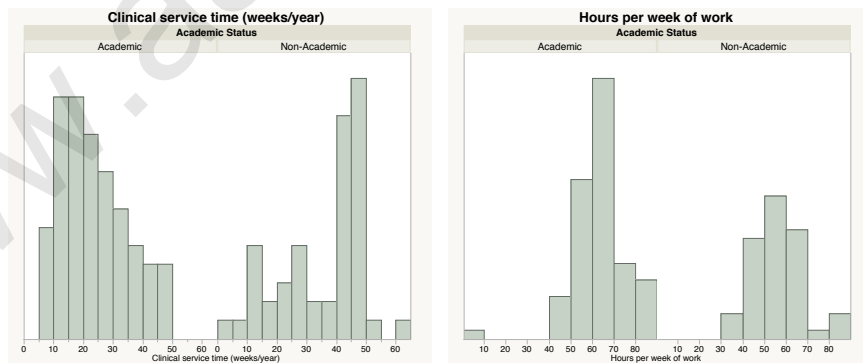 Clinical service time (weeks/year)
Academic Status
Academic Non-Academic
0 10 20 30 40 50 60 0 10 20 30 40 50 60
Clinical service time (weeks/year)
Hours per week of work
Academic Status
Academic Non-Academic
10 20 30 40 50 60 70 80 10 20 30 40 50 60 70 80
Hours per week of work
w.a